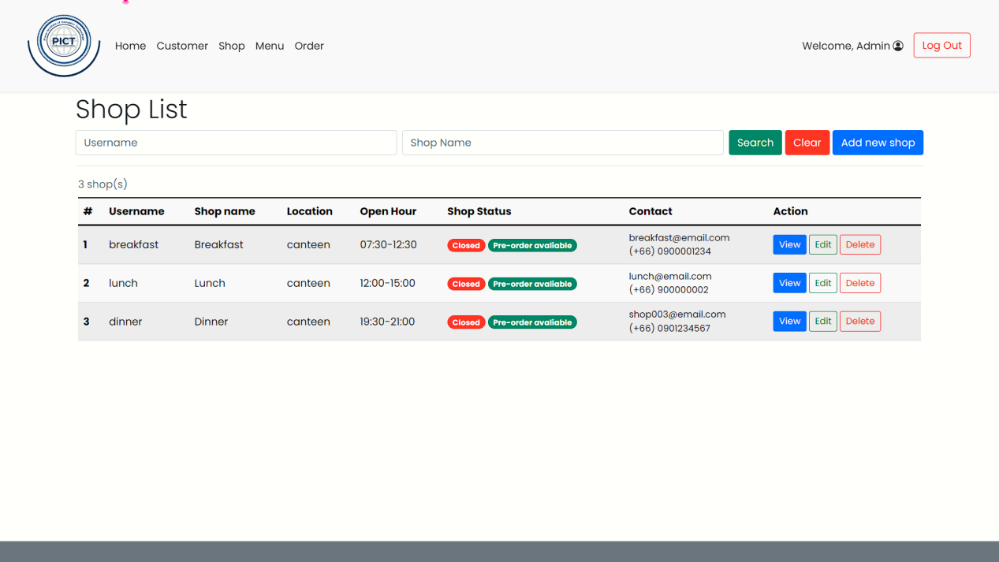 PICT
Home Customer Shop Menu Order
Welcome, Admin
Log Out
Shop List
Username
Shop Name
Search
Clear
Add new shop
3 shop(s)
# Username Shop name Location Open Hour Shop Status Contact Action
1 breakfast Breakfast canteen 07:30-12:30 Closed Pre-order avaliable breakfast@email.com
(+66) 0900001234
View Edit Delete
2 lunch Lunch canteen 12:00-15:00 Closed Pre-order avaliable lunch@email.com
(+66) 900000002
View Edit Delete
3 dinner Dinner canteen 19:30-21:00 Closed Pre-order avaliable shop003@email.com
(+66) 0901234567
View Edit Delete